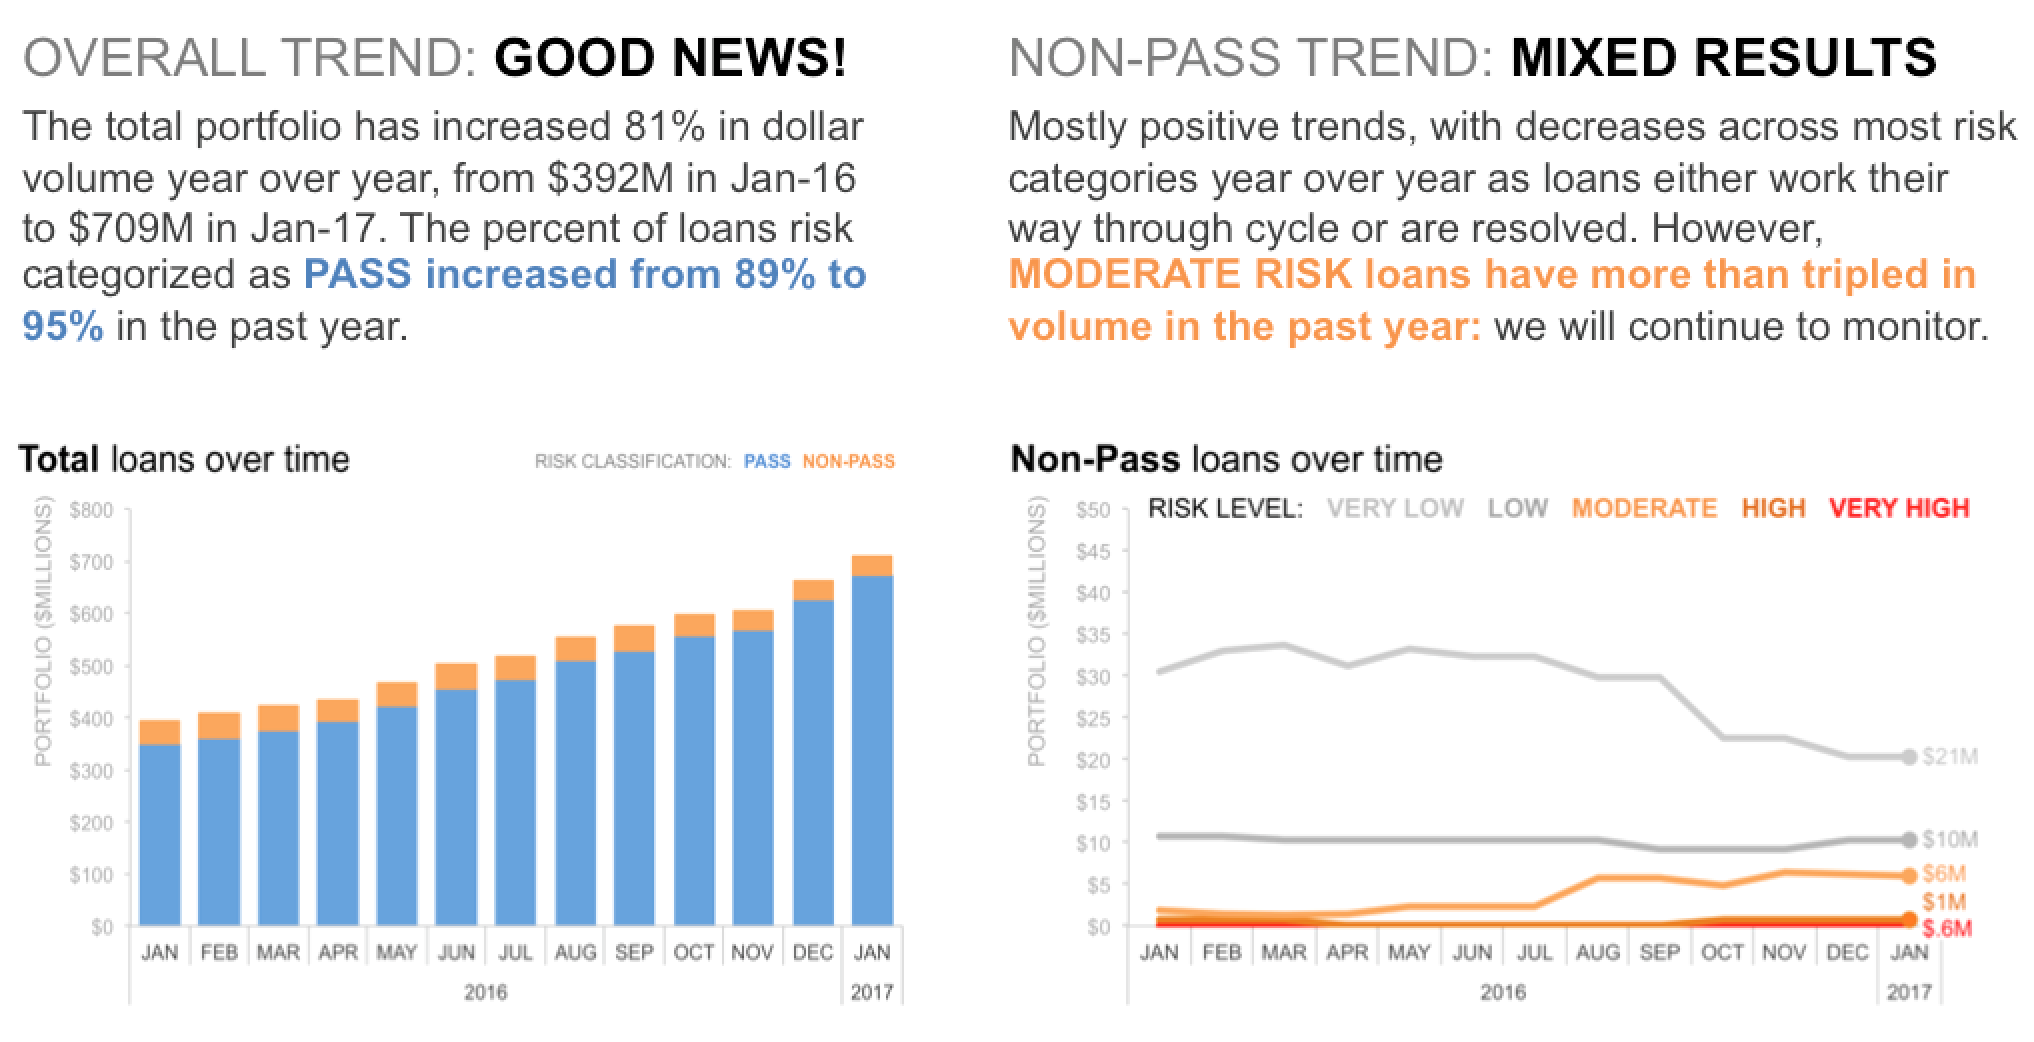 OVERALL TREND: GOOD NEWS!
The total portfolio has increased 81% in dollar
volume year over year, from $392M in Jan-16
to $709M in Jan-17. The percent of loans risk
categorized as PASS increased from 89% to
95% in the past year.
NON-PASS TREND: MIXED RESULTS
Mostly positive trends, with decreases across most risk
categories year over year as loans either work their
way through cycle or are resolved. However,
MODERATE RISK loans have more than tripled in
volume in the past year: we will continue to monitor.
Total loans over time
RISK CLASSIFICATION: PASS NON-PASS
PORTFOLIO ($MILLIONS)
$800
$700
$600
$500
$400
$300
$200
$100
$0
JAN FEB MAR APR MAY JUN JUL AUG SEP OCT NOV DEC JAN
2016 2017
Non-Pass loans over time
RISK LEVEL: VERY LOW LOW MODERATE HIGH VERY HIGH
PORTFOLIO ($MILLIONS)
$50
$45
$40
$35
$30
$25
$20
$15
$10
$5
$0
$21M
$10M
$6M
$1M
$.6M
JAN FEB MAR APR MAY JUN JUL AUG SEP OCT NOV DEC JAN
2016 2017